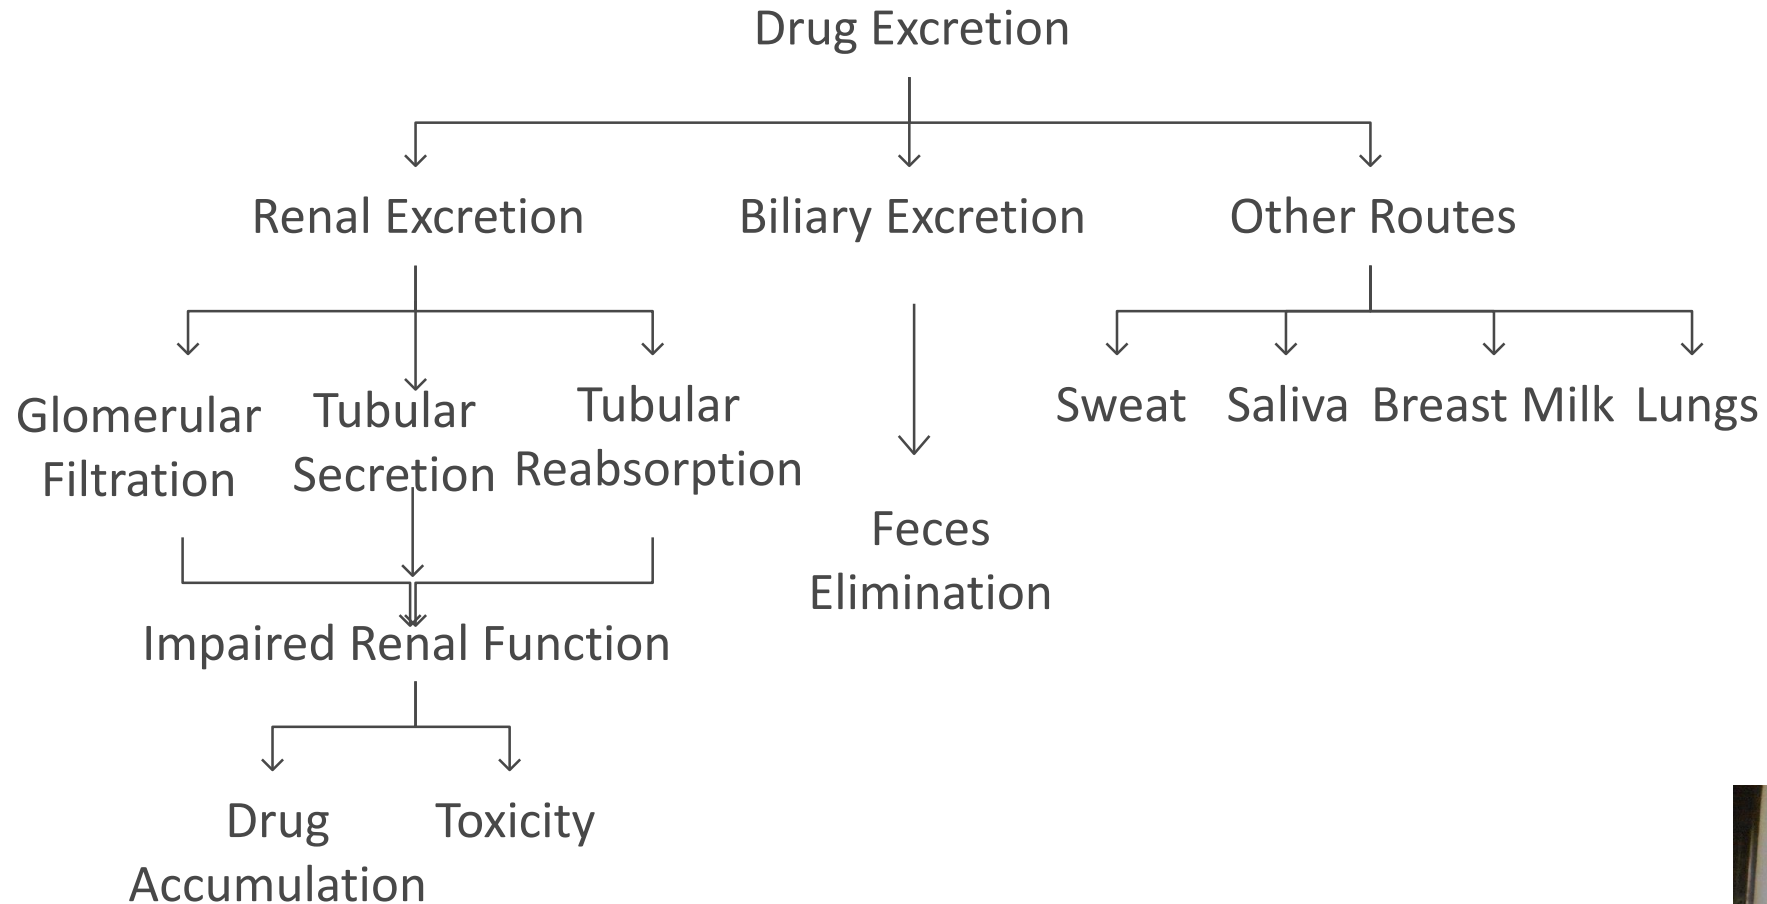 Drug Excretion
Renal Excretion
Biliary Excretion
Other Routes
Glomerular
Filtration
Tubular
Secretion
Tubular
Reabsorption
Feces
Elimination
Sweat
Saliva
Breast Milk
Lungs
Impaired Renal Function
Drug
Accumulation
Toxicity